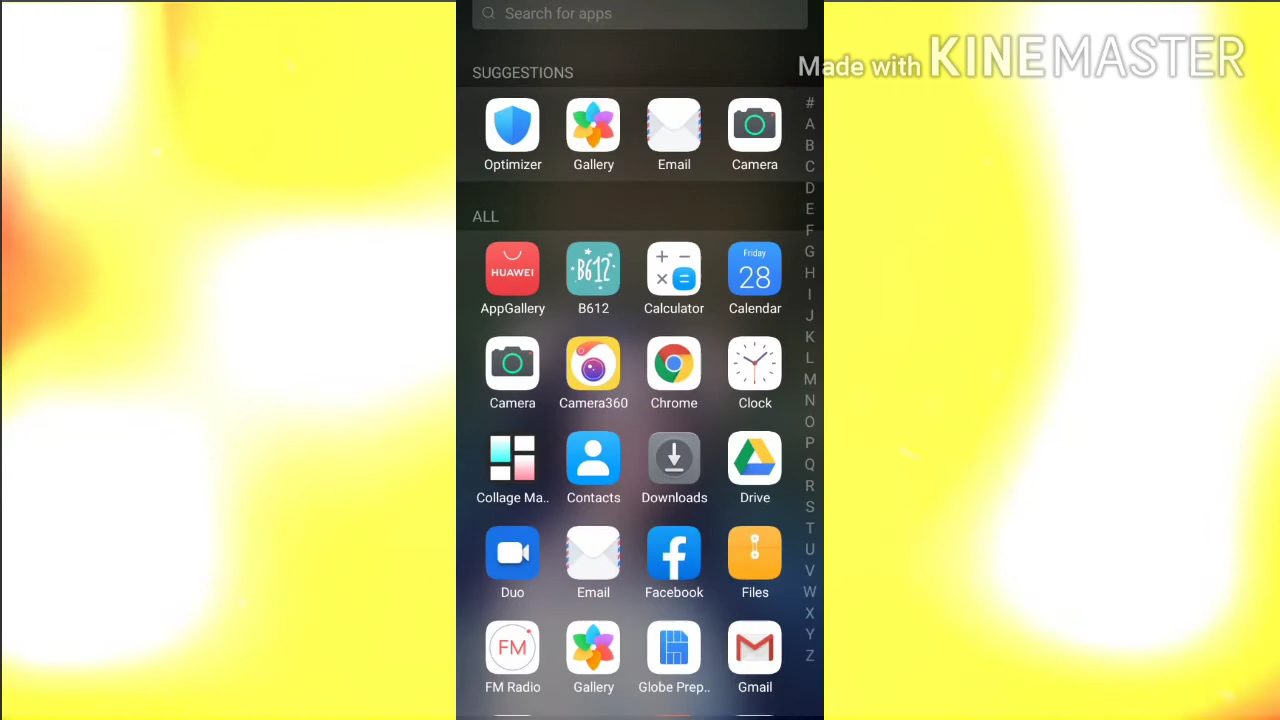 Search for apps
Made with KINEMASTER
SUGGESTIONS
Optimizer Gallery Email Camera
ALL
HUAWEI B612 Friday 28
AppGallery B612 Calculator Calendar
Camera Camera360 Chrome Clock
Collage Ma.. Contacts Downloads Drive
Duo Email Facebook Files
FM
FM Radio Gallery Globe Prep.. Gmail
#
A
B
C
D
E
F
G
H
I
J
K
L
M
N
O
P
Q
R
S
T
U
V
W
X
Y
Z